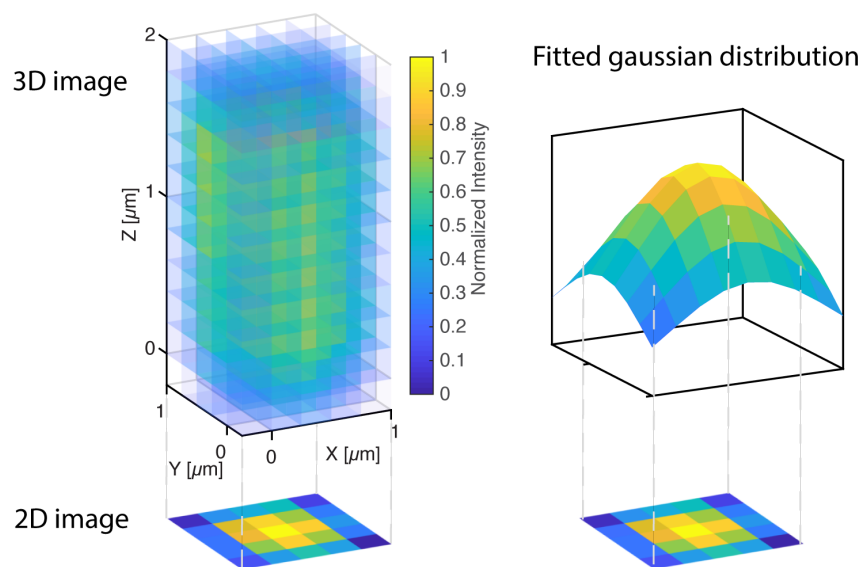 3D image
Fitted gaussian distribution
2
1
0
Z [µm]
1
0.9
0.8
0.7
0.6
0.5
0.4
0.3
0.2
0.1
0
Normalized Intensity
1
0
Y [µm]
0
X [µm]
1
2D image